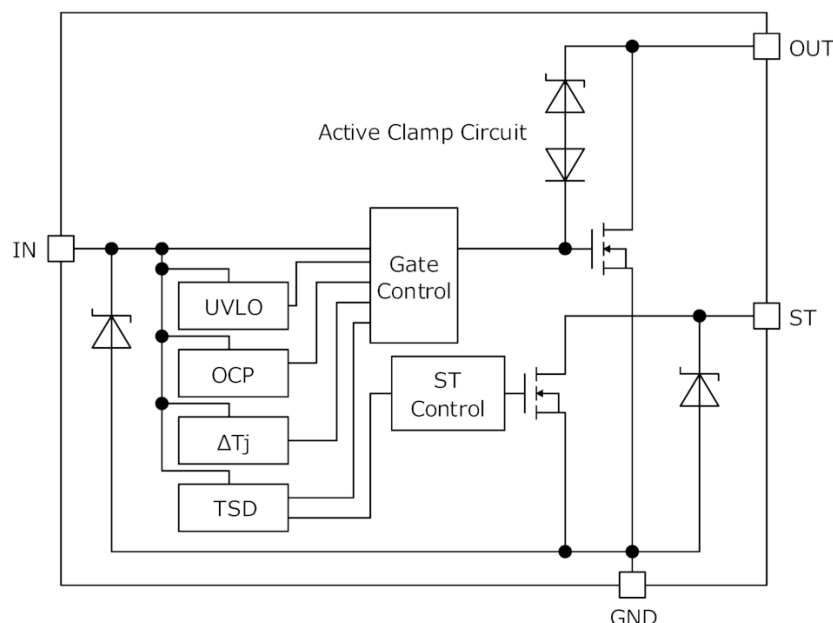 OUT
Active Clamp Circuit
IN
Gate
Control
UVLO
ST
OCP
ST
Control
ΔTj
TSD
GND